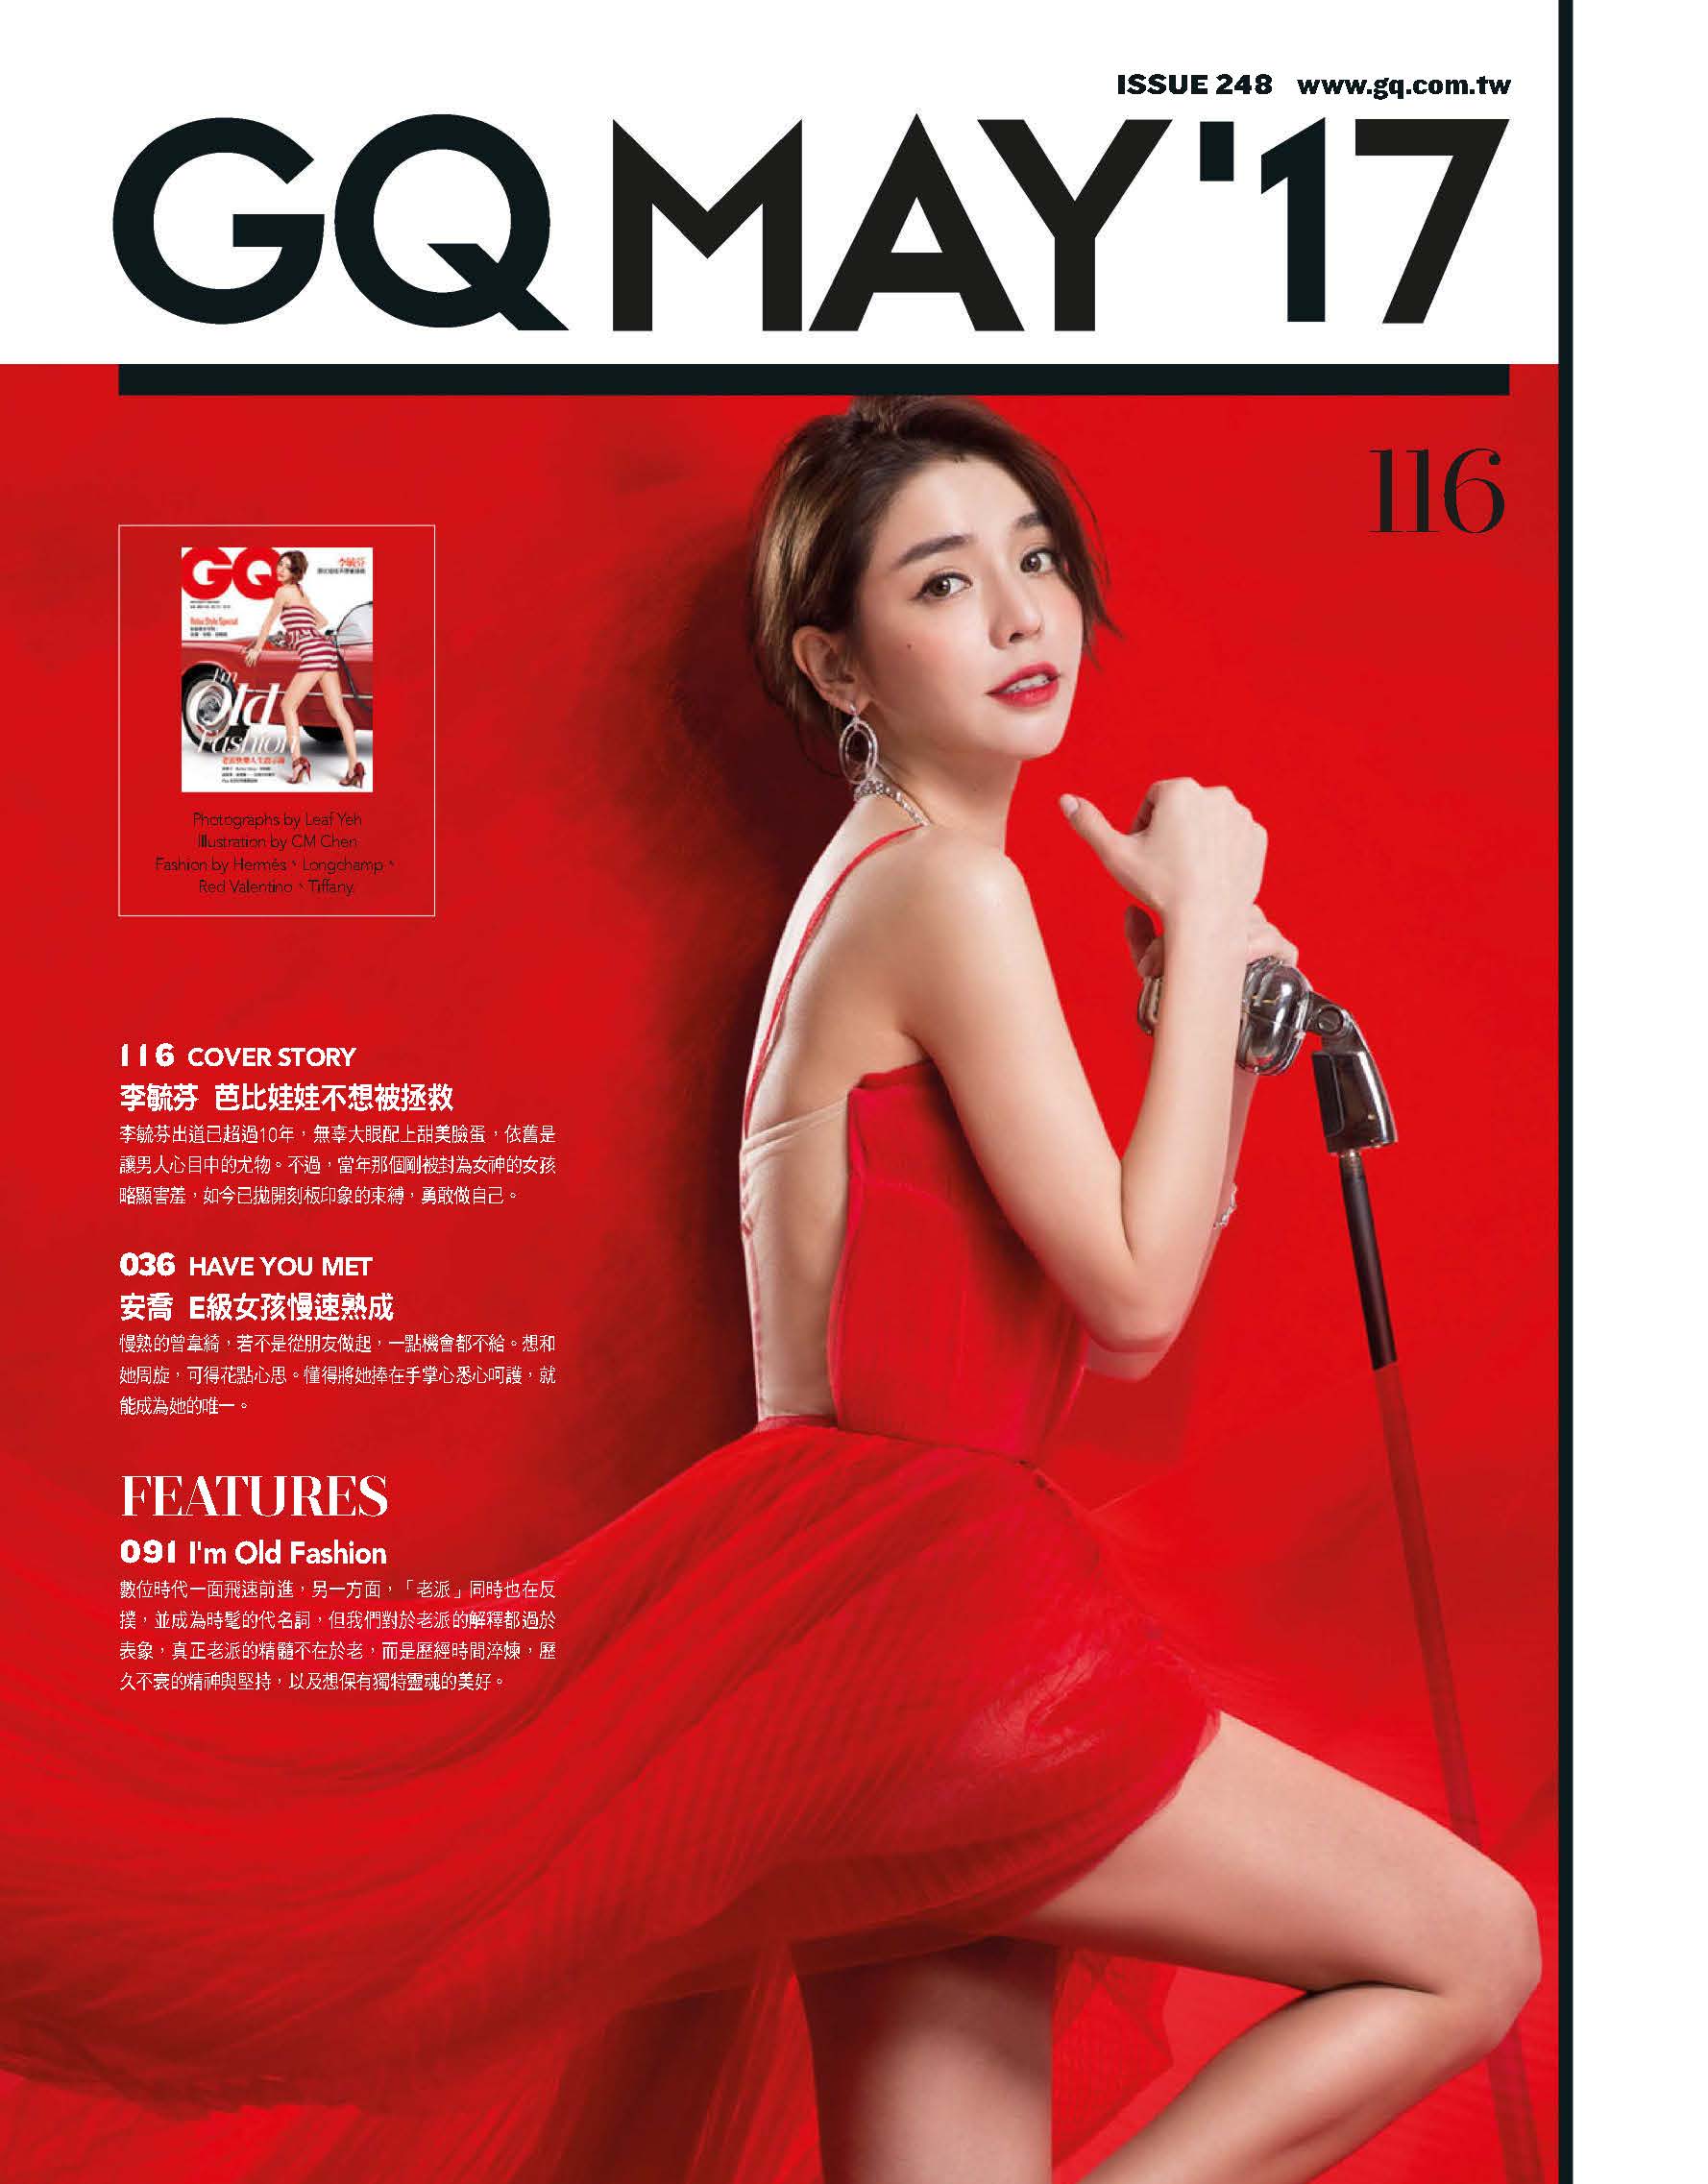 ISSUE 248 www.gq.com.tw
GQ MAY '17
116
GQ
李毓芬
I'm
Old
Fashion
Photographs by Leaf Yeh
Illustration by CM Chen
Fashion by Hermès、Longchamp、
Red Valentino、Tiffany.
116 COVER STORY
李毓芬 芭比娃娃不想被拯救
李毓芬出道已超過10年，無辜大眼配上甜美臉蛋，依舊是
讓男人心目中的尤物。不過，當年那個剛被封為女神的女孩
略顯害羞，如今已拋開刻板印象的束縛，勇敢做自己。
036 HAVE YOU MET
安喬 E級女孩慢速熟成
慢熟的曾韋綺，若不是從朋友做起，一點機會都不給。想和
她周旋，可得花點心思。懂得將她捧在手掌心悉心呵護，就
能成為她的唯一。
FEATURES
091 I'm Old Fashion
數位時代一面飛速前進，另一方面，「老派」同時也在反
撲，並成為時髦的代名詞，但我們對於老派的解釋都過於
表象，真正老派的精髓不在於老，而是歷經時間淬煉，歷
久不衰的精神與堅持，以及想保有獨特靈魂的美好。